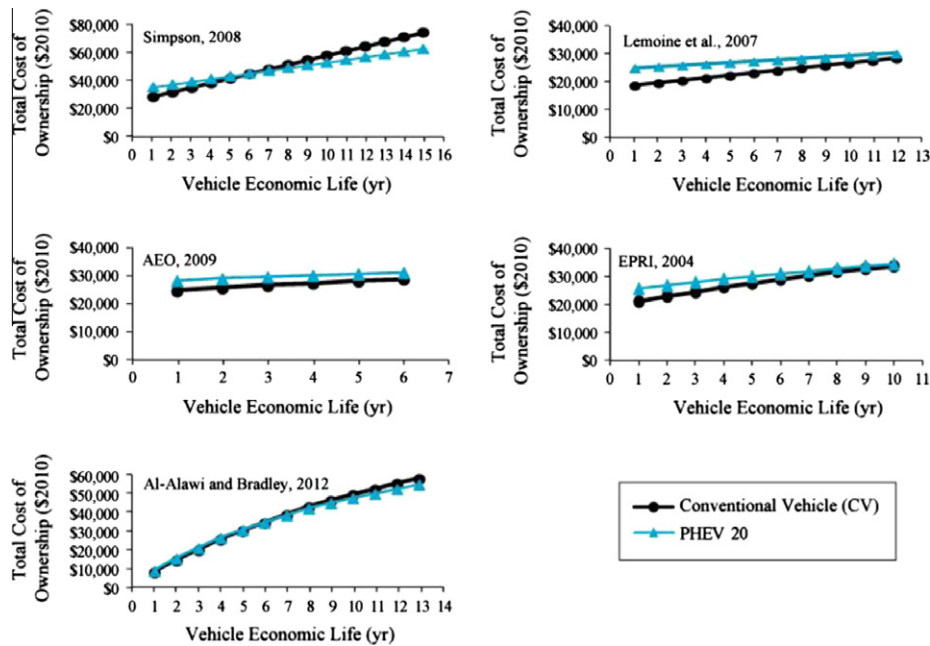 Total Cost of
Ownership ($2010)
$80,000
$60,000
$40,000
$20,000
$0
Simpson, 2008
0 1 2 3 4 5 6 7 8 9 10 11 12 13 14 15 16
Vehicle Economic Life (yr)
Total Cost of
Ownership ($2010)
$40,000
$30,000
$20,000
$10,000
$0
Lemoine et al., 2007
0 1 2 3 4 5 6 7 8 9 10 11 12 13
Vehicle Economic Life (yr)
Total Cost of
Ownership ($2010)
$40,000
$30,000
$20,000
$10,000
$0
AEO, 2009
0 1 2 3 4 5 6 7
Vehicle Economic Life (yr)
Total Cost of
Ownership ($2010)
$40,000
$30,000
$20,000
$10,000
$0
EPRI, 2004
0 1 2 3 4 5 6 7 8 9 10 11
Vehicle Economic Life (yr)
Total Cost of
Ownership ($2010)
$60,000
$50,000
$40,000
$30,000
$20,000
$10,000
$0
Al-Alawi and Bradley, 2012
0 1 2 3 4 5 6 7 8 9 10 11 12 13 14
Vehicle Economic Life (yr)
Conventional Vehicle (CV)
PHEV 20